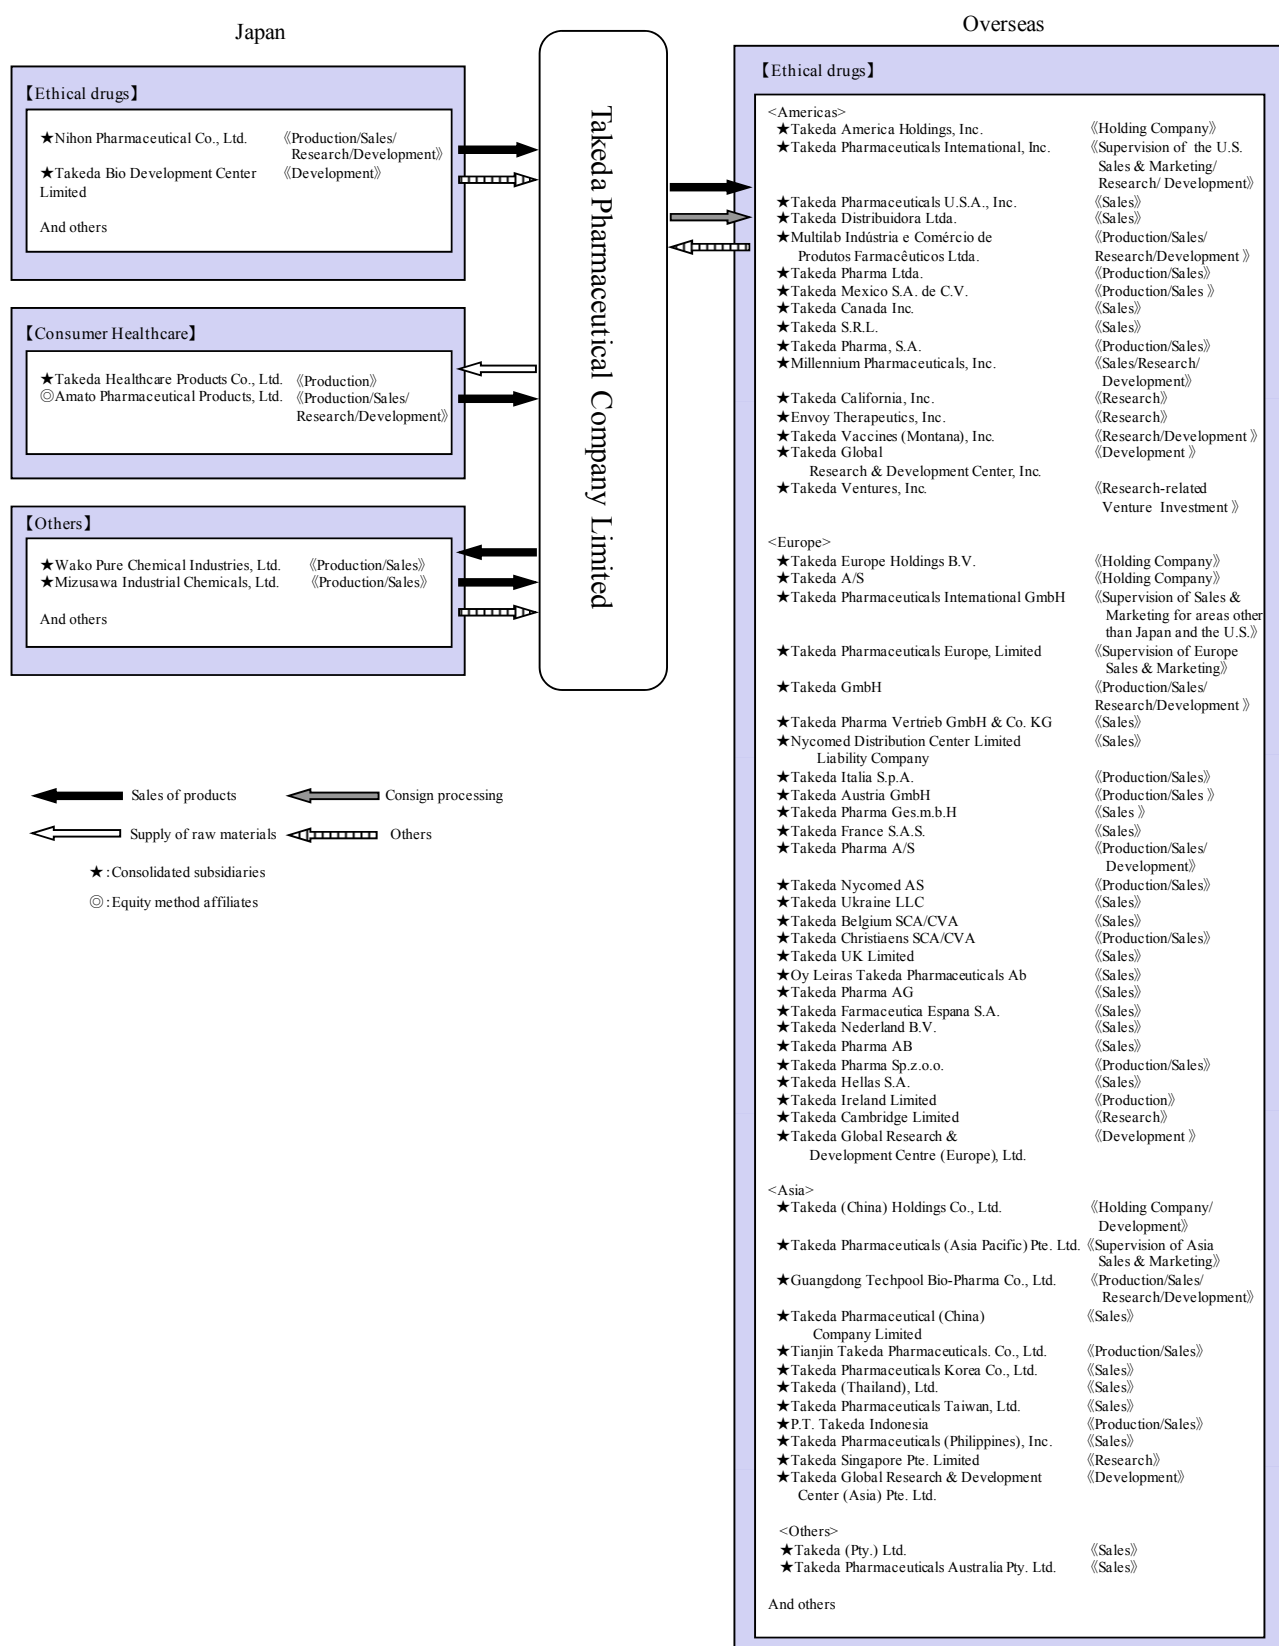 Japan
【Ethical drugs】
★Nihon Pharmaceutical Co., Ltd. 《Production/Sales/
Research/Development》
★Takeda Bio Development Center 《Development》
Limited
And others
【Consumer Healthcare】
★Takeda Healthcare Products Co., Ltd. 《Production》
◎Amato Pharmaceutical Products, Ltd. 《Production/Sales/
Research/Development》
【Others】
★Wako Pure Chemical Industries, Ltd. 《Production/Sales》
★Mizusawa Industrial Chemicals, Ltd. 《Production/Sales》
And others
Sales of products
Consign processing
Supply of raw materials
Others
★:Consolidated subsidiaries
◎:Equity method affiliates
Takeda Pharmaceutical Company Limited
Overseas
【Ethical drugs】
<Americas>
★Takeda America Holdings, Inc. 《Holding Company》
★Takeda Pharmaceuticals International, Inc. 《Supervision of the U.S.
Sales & Marketing/
Research/ Development》
★Takeda Pharmaceuticals U.S.A., Inc. 《Sales》
★Takeda Distribuidora Ltda. 《Sales》
★Multilab Indústria e Comércio de 《Production/Sales/
Produtos Farmacêuticos Ltda. Research/Development 》
★Takeda Pharma Ltda. 《Production/Sales》
★Takeda Mexico S.A. de C.V. 《Production/Sales 》
★Takeda Canada Inc. 《Sales》
★Takeda S.R.L. 《Sales》
★Takeda Pharma, S.A. 《Production/Sales》
★Millennium Pharmaceuticals, Inc. 《Sales/Research/
Development》
★Takeda California, Inc. 《Research》
★Envoy Therapeutics, Inc. 《Research》
★Takeda Vaccines (Montana), Inc. 《Research/Development 》
★Takeda Global 《Development 》
Research & Development Center, Inc.
★Takeda Ventures, Inc. 《Research-related
Venture Investment 》
<Europe>
★Takeda Europe Holdings B.V. 《Holding Company》
★Takeda A/S 《Holding Company》
★Takeda Pharmaceuticals International GmbH 《Supervision of Sales &
Marketing for areas other
than Japan and the U.S.》
★Takeda Pharmaceuticals Europe, Limited 《Supervision of Europe
Sales & Marketing》
★Takeda GmbH 《Production/Sales/
Research/Development 》
★Takeda Pharma Vertrieb GmbH & Co. KG 《Sales》
★Nycomed Distribution Center Limited 《Sales》
Liability Company
★Takeda Italia S.p.A. 《Production/Sales》
★Takeda Austria GmbH 《Production/Sales 》
★Takeda Pharma Ges.m.b.H 《Sales 》
★Takeda France S.A.S. 《Sales》
★Takeda Pharma A/S 《Production/Sales/
Development》
★Takeda Nycomed AS 《Production/Sales》
★Takeda Ukraine LLC 《Sales》
★Takeda Belgium SCA/CVA 《Sales》
★Takeda Christiaens SCA/CVA 《Production/Sales》
★Takeda UK Limited 《Sales》
★Oy Leiras Takeda Pharmaceuticals Ab 《Sales》
★Takeda Pharma AG 《Sales》
★Takeda Farmaceutica Espana S.A. 《Sales》
★Takeda Nederland B.V. 《Sales》
★Takeda Pharma AB 《Sales》
★Takeda Pharma Sp.z.o.o. 《Production/Sales》
★Takeda Hellas S.A. 《Sales》
★Takeda Ireland Limited 《Production》
★Takeda Cambridge Limited 《Research》
★Takeda Global Research & 《Development 》
Development Centre (Europe), Ltd.
<Asia>
★Takeda (China) Holdings Co., Ltd. 《Holding Company/
Development》
★Takeda Pharmaceuticals (Asia Pacific) Pte. Ltd. 《Supervision of Asia
Sales & Marketing》
★Guangdong Techpool Bio-Pharma Co., Ltd. 《Production/Sales/
Research/Development》
★Takeda Pharmaceutical (China) 《Sales》
Company Limited
★Tianjin Takeda Pharmaceuticals. Co., Ltd. 《Production/Sales》
★Takeda Pharmaceuticals Korea Co., Ltd. 《Sales》
★Takeda (Thailand), Ltd. 《Sales》
★Takeda Pharmaceuticals Taiwan, Ltd. 《Sales》
★P.T. Takeda Indonesia 《Production/Sales》
★Takeda Pharmaceuticals (Philippines), Inc. 《Sales》
★Takeda Singapore Pte. Limited 《Research》
★Takeda Global Research & Development 《Development》
Center (Asia) Pte. Ltd.
<Others>
★Takeda (Pty.) Ltd. 《Sales》
★Takeda Pharmaceuticals Australia Pty. Ltd. 《Sales》
And others